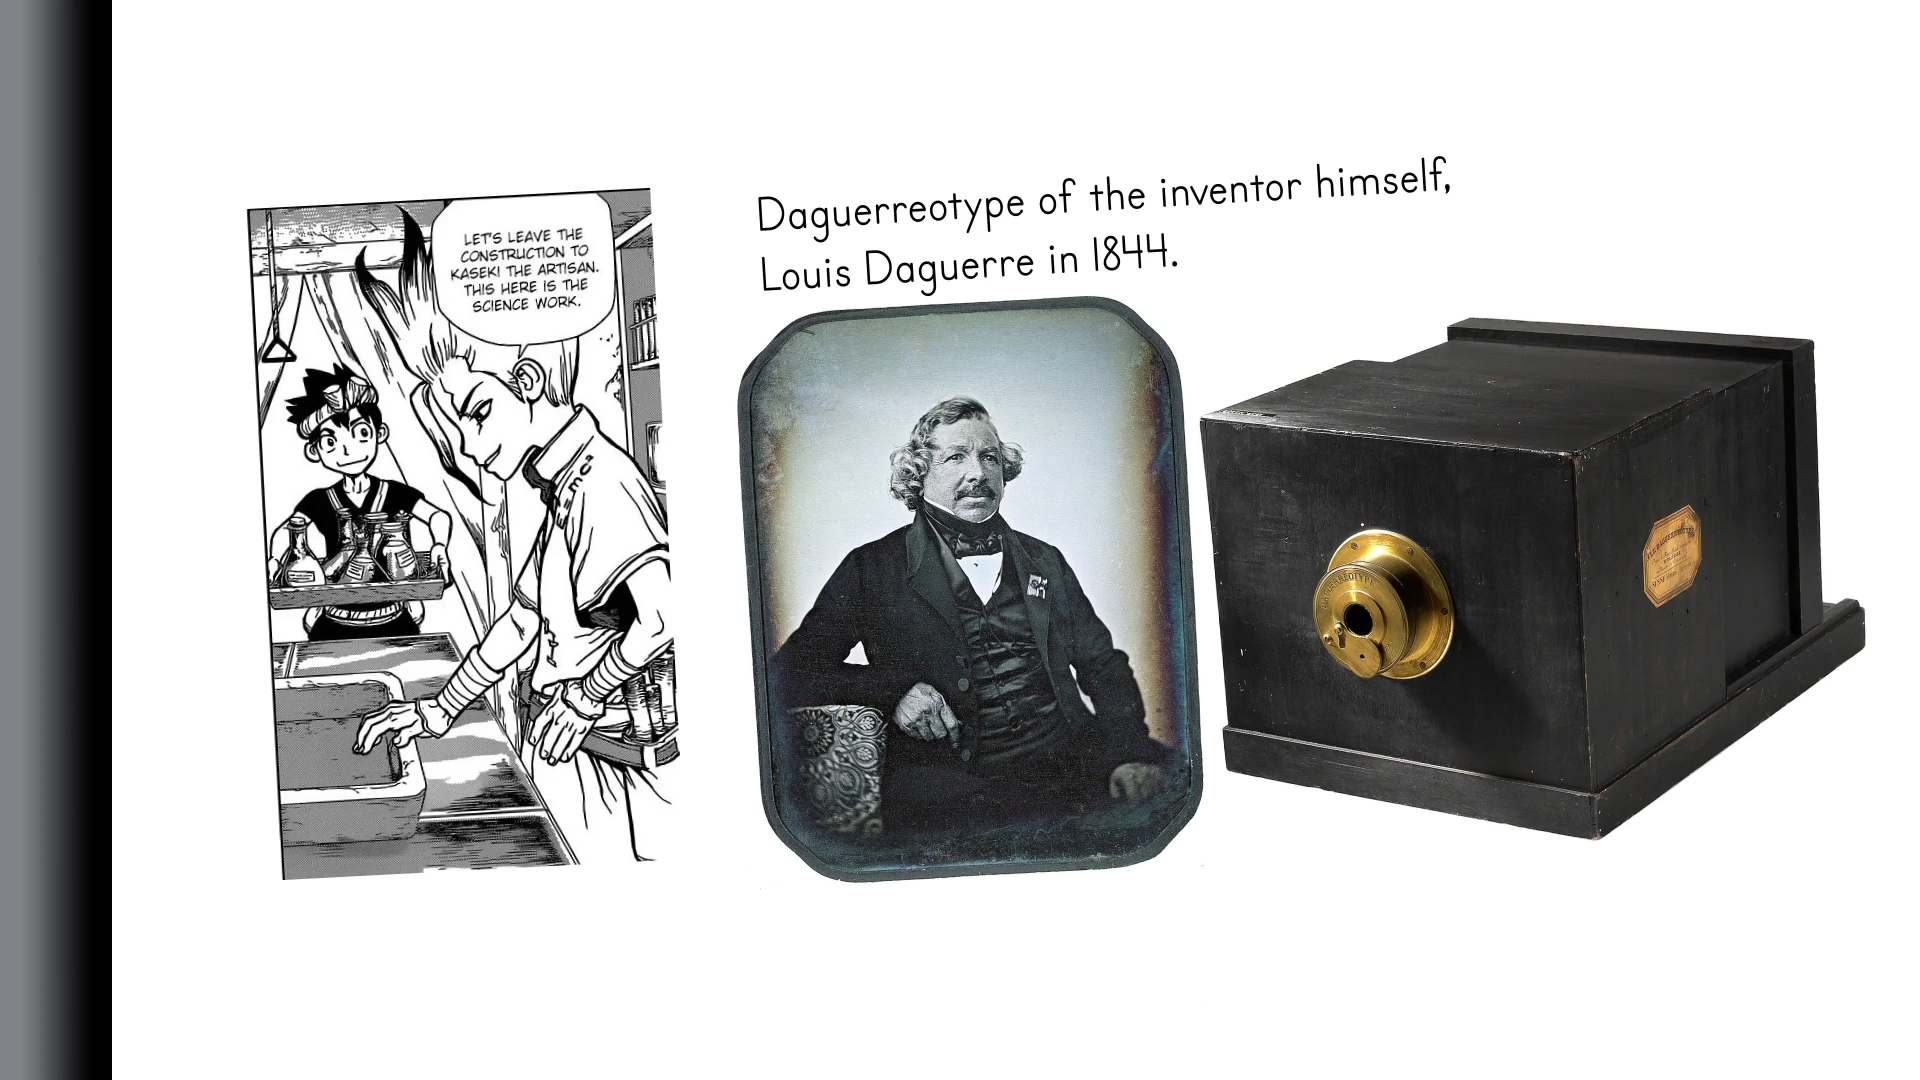 LET'S LEAVE THE
CONSTRUCTION TO
KASEKI THE ARTISAN.
THIS HERE IS THE
SCIENCE WORK.
Daguerreotype of the inventor himself,
Louis Daguerre in 1844.